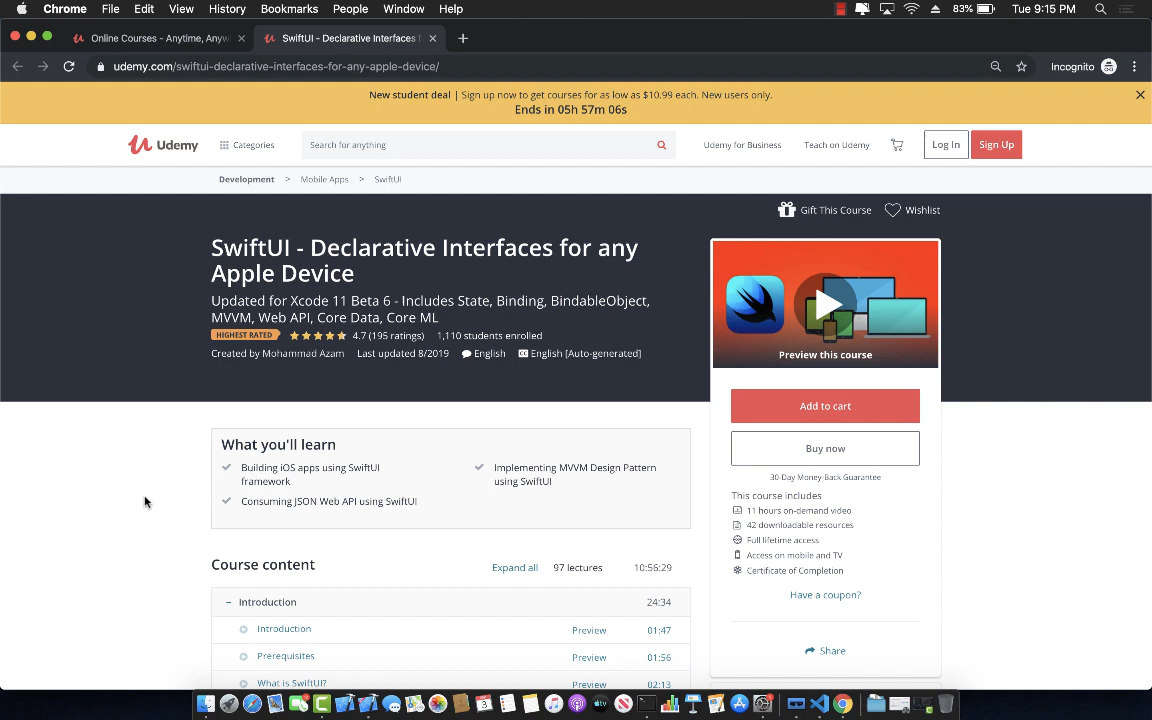 Chrome File Edit View History Bookmarks People Window Help 83% Tue 9:15 PM
Online Courses - Anytime, Anyw
SwiftUI - Declarative Interfaces f
udemy.com/swiftui-declarative-interfaces-for-any-apple-device/
Incognito
New student deal | Sign up now to get courses for as low as $10.99 each. New users only.
Ends in 05h 57m 06s
Udemy
Categories
Search for anything
Udemy for Business
Teach on Udemy
Log In
Sign Up
Development > Mobile Apps > SwiftUI
Gift This Course
Wishlist
SwiftUI - Declarative Interfaces for any
Apple Device
Updated for Xcode 11 Beta 6 - Includes State, Binding, BindableObject,
MVVM, Web API, Core Data, Core ML
HIGHEST RATED 4.7 (195 ratings) 1,110 students enrolled
Created by Mohammad Azam Last updated 8/2019 English English [Auto-generated]
Preview this course
Add to cart
Buy now
30-Day Money-Back Guarantee
This course includes
11 hours on-demand video
42 downloadable resources
Full lifetime access
Access on mobile and TV
Certificate of Completion
Have a coupon?
Share
What you'll learn
Building iOS apps using SwiftUI
framework
Implementing MVVM Design Pattern
using SwiftUI
Consuming JSON Web API using SwiftUI
Course content
Expand all
97 lectures
10:56:29
Introduction 24:34
Introduction Preview 01:47
Prerequisites Preview 01:56
What is SwiftUI? Preview 02:13